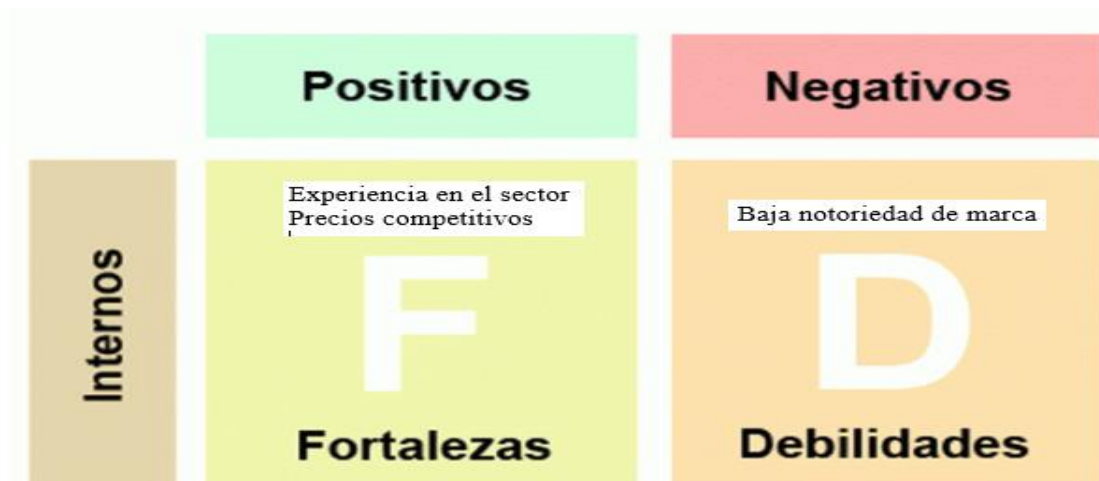 Positivos
Negativos
Internos
Experiencia en el sector
Precios competitivos
F
Fortalezas
Baja notoriedad de marca
D
Debilidades